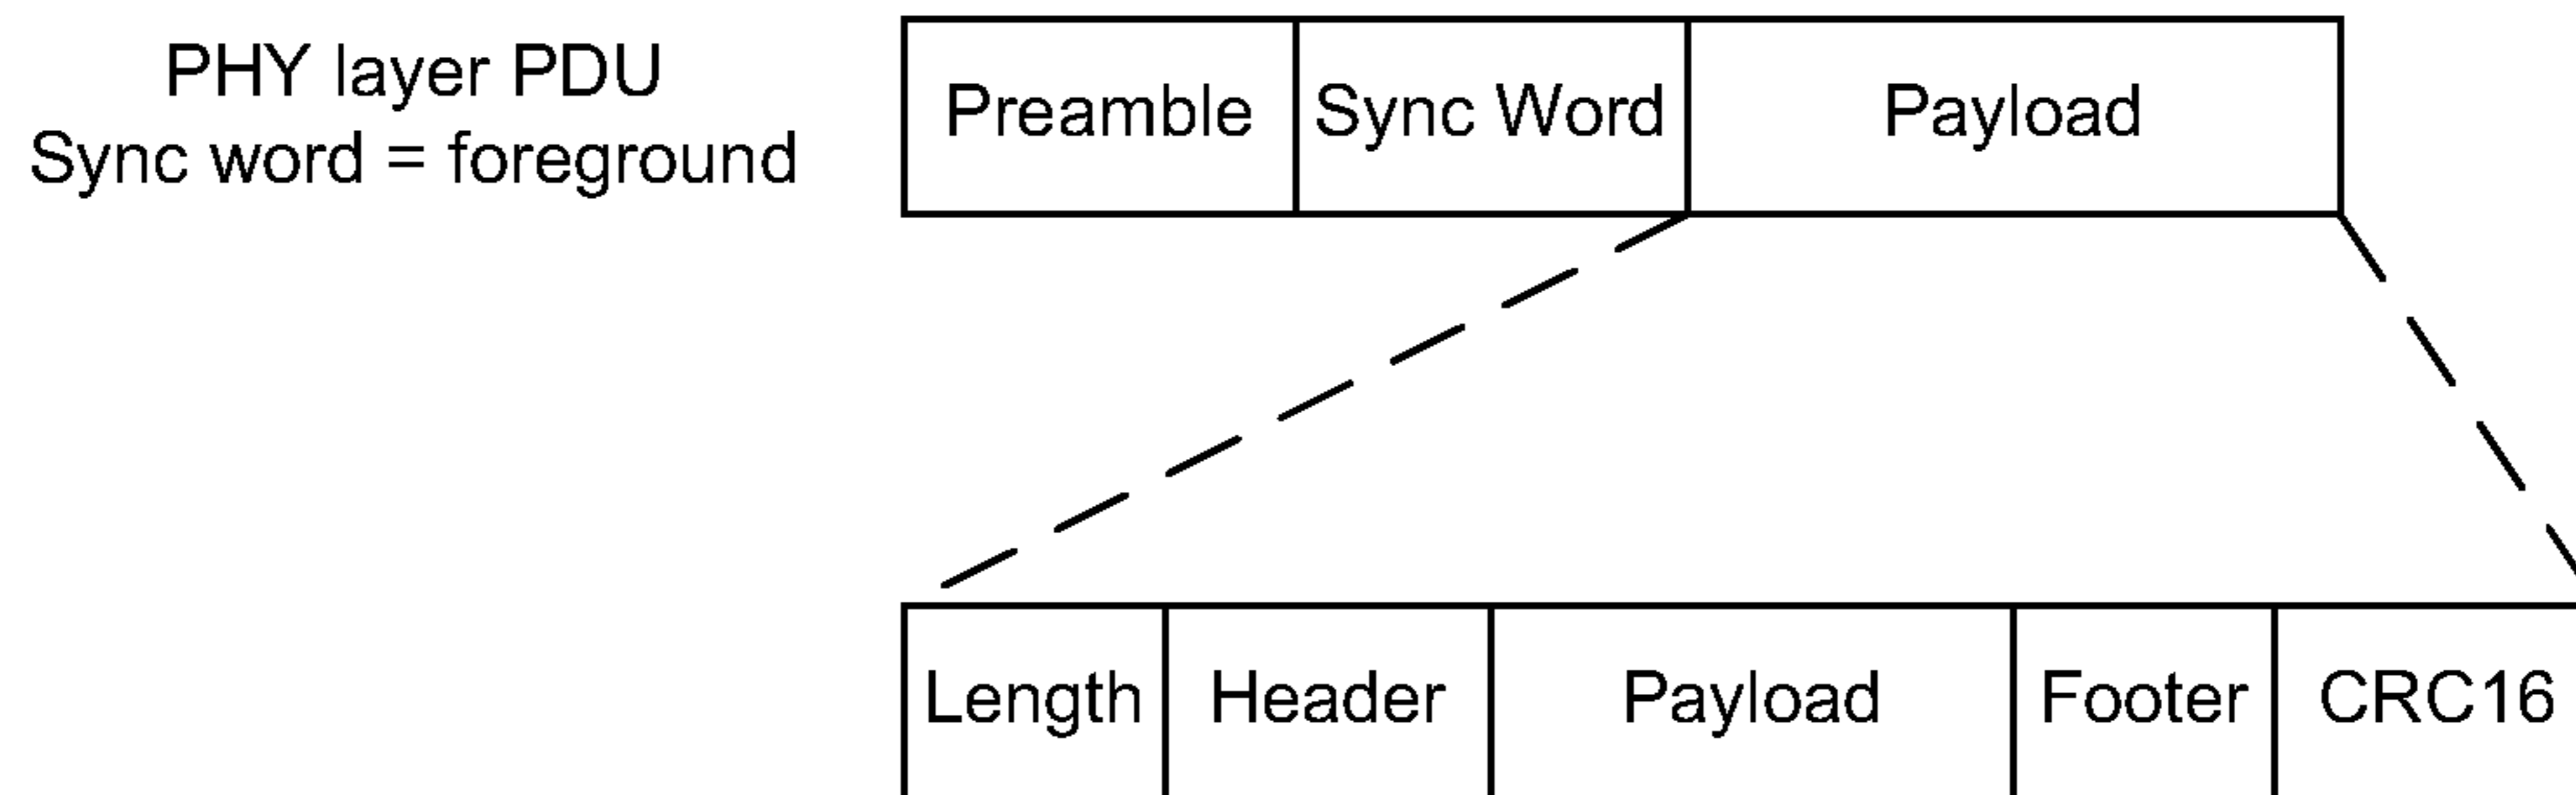 PHY layer PDU
Sync word = foreground
Preamble Sync Word Payload
Length Header Payload Footer CRC16